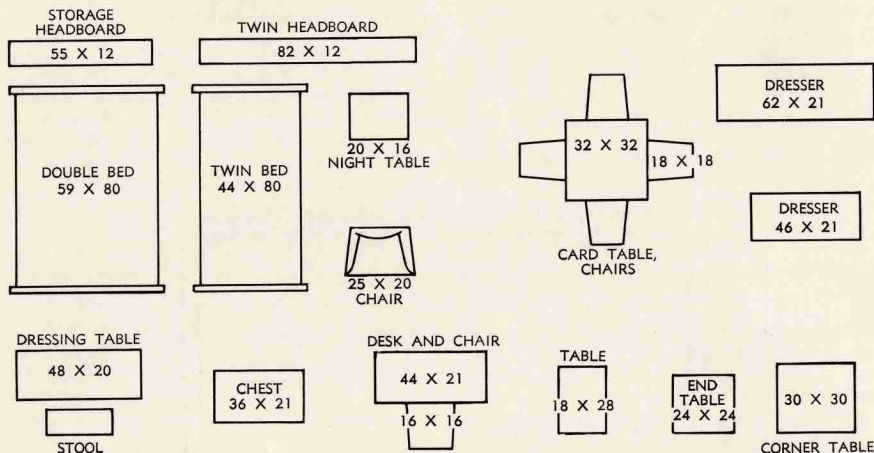 STORAGE
HEADBOARD
55 X 12
TWIN HEADBOARD
82 X 12
DOUBLE BED
59 X 80
TWIN BED
44 X 80
20 X 16
NIGHT TABLE
25 X 20
CHAIR
32 X 32
18 X 18
CARD TABLE,
CHAIRS
DRESSER
62 X 21
DRESSER
46 X 21
DRESSING TABLE
48 X 20
STOOL
CHEST
36 X 21
DESK AND CHAIR
44 X 21
16 X 16
TABLE
18 X 28
END
TABLE
24 X 24
30 X 30
CORNER TABLE